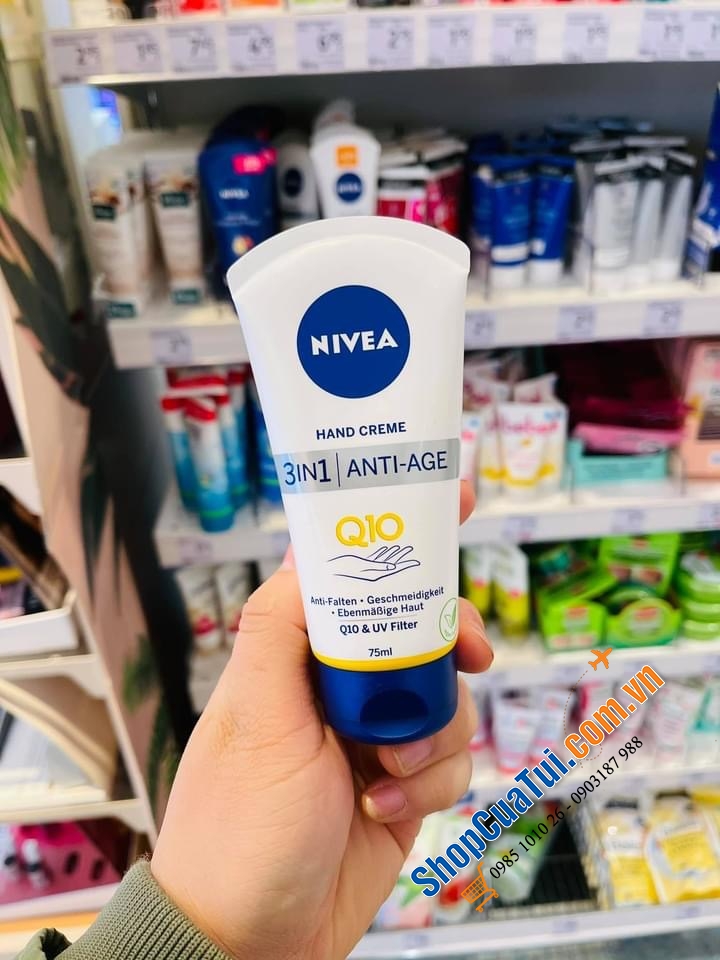 NIVEA
NIVEA
HAND CREME
3IN1 | ANTI-AGE
Q10
Anti-Falten • Geschmeidigkeit
• Ebenmäßige Haut
Q10 & UV Filter
75ml
ShopCuaTui.com.vn
0985 1010 26 - 0903187 988